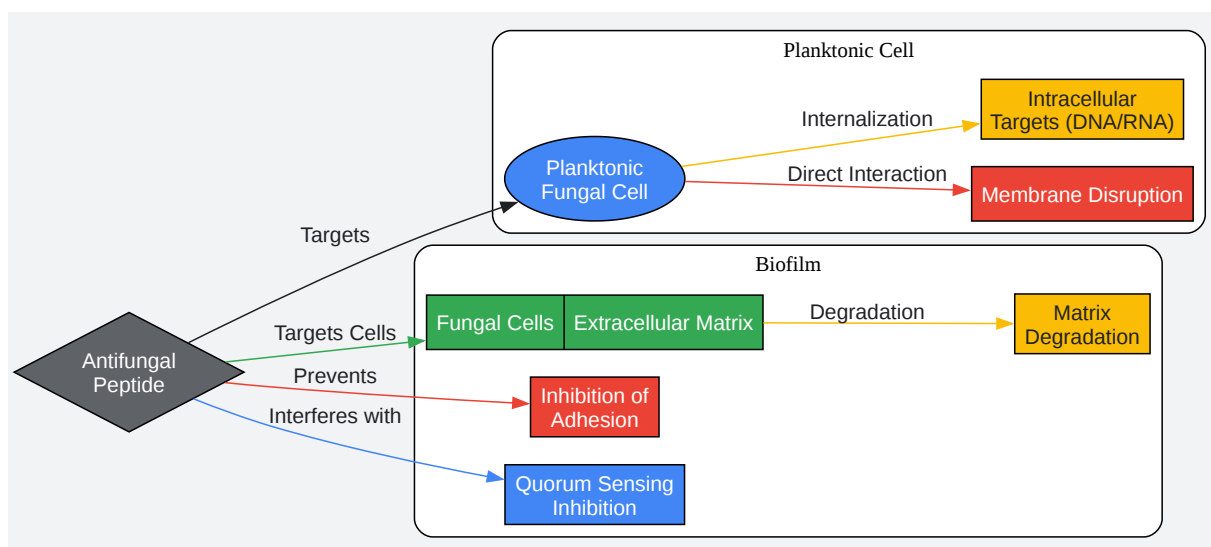 Planktonic Cell
Internalization
Intracellular
Targets (DNA/RNA)
Planktonic
Fungal Cell
Direct Interaction
Membrane Disruption
Targets
Biofilm
Fungal Cells
Extracellular Matrix
Degradation
Matrix
Degradation
Targets Cells
Antifungal
Peptide
Prevents
Inhibition of
Adhesion
Interferes with
Quorum Sensing
Inhibition